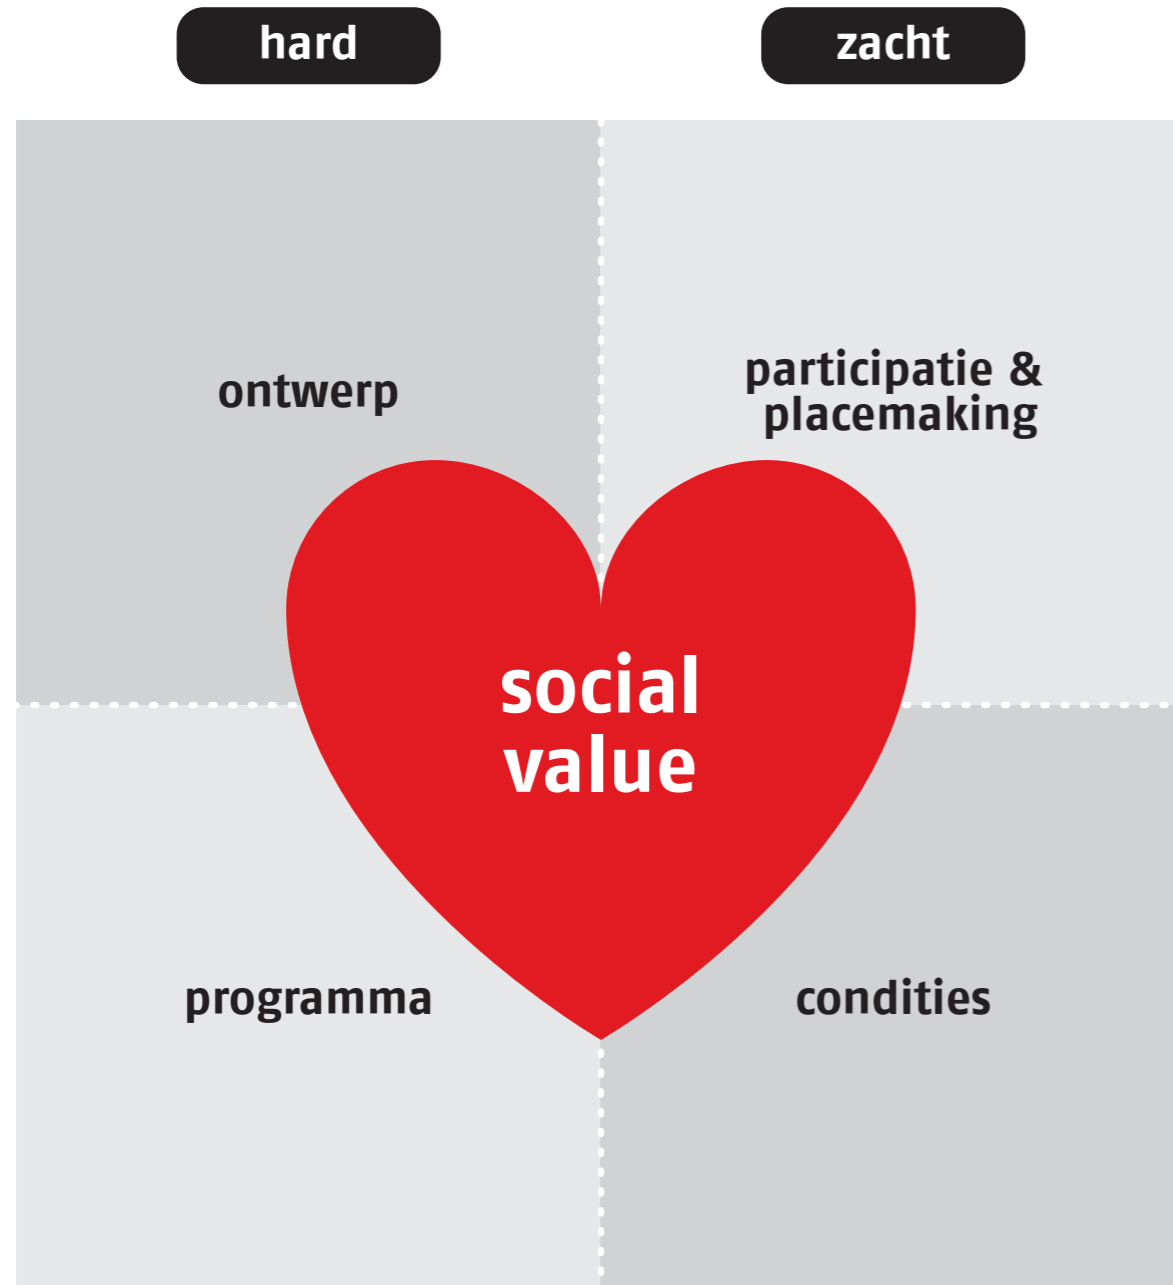 hard
zacht
ontwerp
participatie &
placemaking
social
value
programma
condities